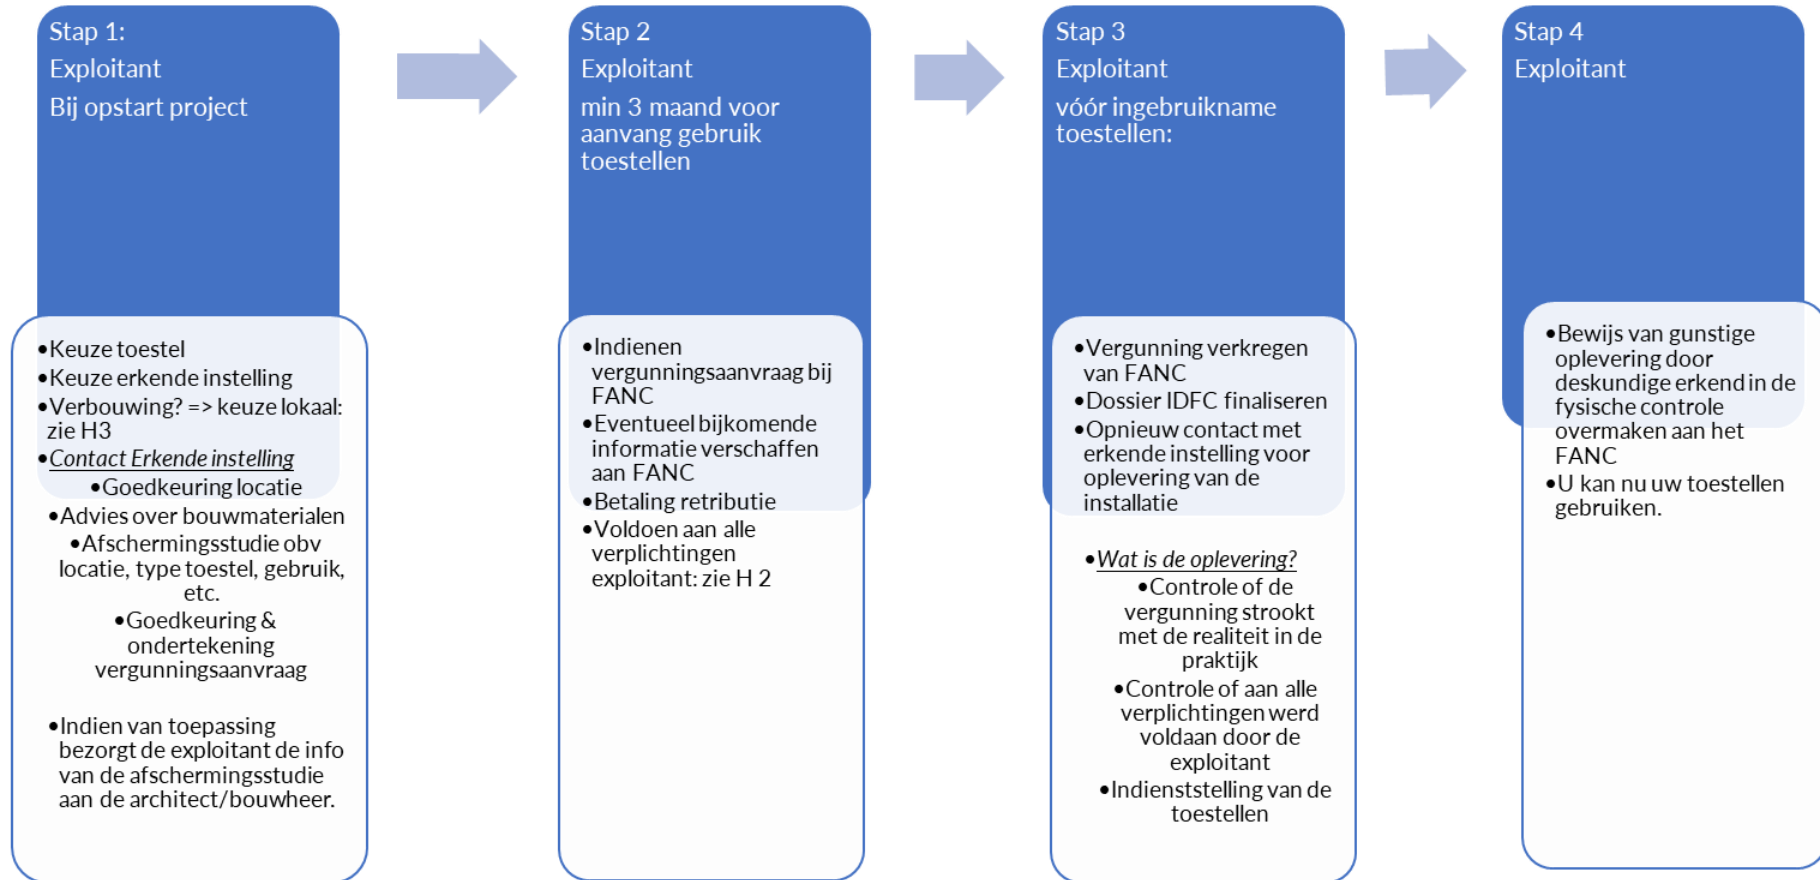 Stap 1:
Exploitant
Bij opstart project
•Keuze toestel
•Keuze erkende instelling
•Verbouwing? => keuze lokaal:
zie H3
•Contact Erkende instelling
•Goedkeuring locatie
•Advies over bouwmaterialen
•Afschermingsstudie obv
locatie, type toestel, gebruik,
etc.
•Goedkeuring &
ondertekening
vergunningsaanvraag
•Indien van toepassing
bezorgt de exploitant de info
van de afschermingsstudie
aan de architect/bouwheer.
Stap 2
Exploitant
min 3 maand voor
aanvang gebruik
toestellen
•Indienen
vergunningsaanvraag bij
FANC
•Eventueel bijkomende
informatie verschaffen
aan FANC
•Betaling retributie
•Voldoen aan alle
verplichtingen
exploitant: zie H 2
Stap 3
Exploitant
vóór ingebruikname
toestellen:
•Vergunning verkregen
van FANC
•Dossier IDFC finaliseren
•Opnieuw contact met
erkende instelling voor
oplevering van de
installatie
•Wat is de oplevering?
•Controle of de
vergunning strookt
met de realiteit in de
praktijk
•Controle of aan alle
verplichtingen werd
voldaan door de
exploitant
•Indienststelling van de
toestellen
Stap 4
Exploitant
•Bewijs van gunstige
oplevering door
deskundige erkend in de
fysische controle
overmaken aan het
FANC
•U kan nu uw toestellen
gebruiken.